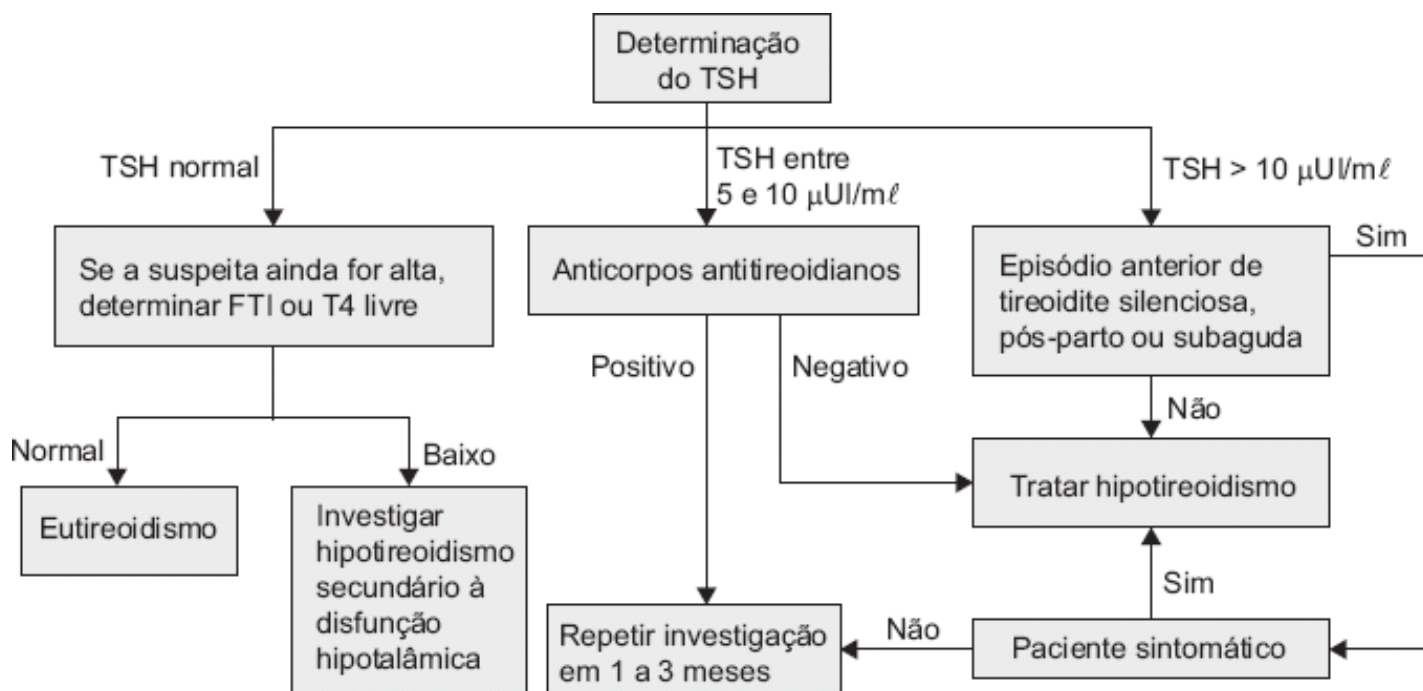 Determinação
do TSH
TSH normal
TSH entre
5 e 10 μUI/mℓ
TSH > 10 μUI/mℓ
Se a suspeita ainda for alta,
determinar FTI ou T4 livre
Anticorpos antitireoidianos
Episódio anterior de
tireoidite silenciosa,
pós-parto ou subaguda
Sim
Positivo
Negativo
Não
Normal
Baixo
Tratar hipotireoidismo
Eutireoidismo
Investigar
hipotireoidismo
secundário à
disfunção
hipotalâmica
Sim
Repetir investigação
em 1 a 3 meses
Não
Paciente sintomático